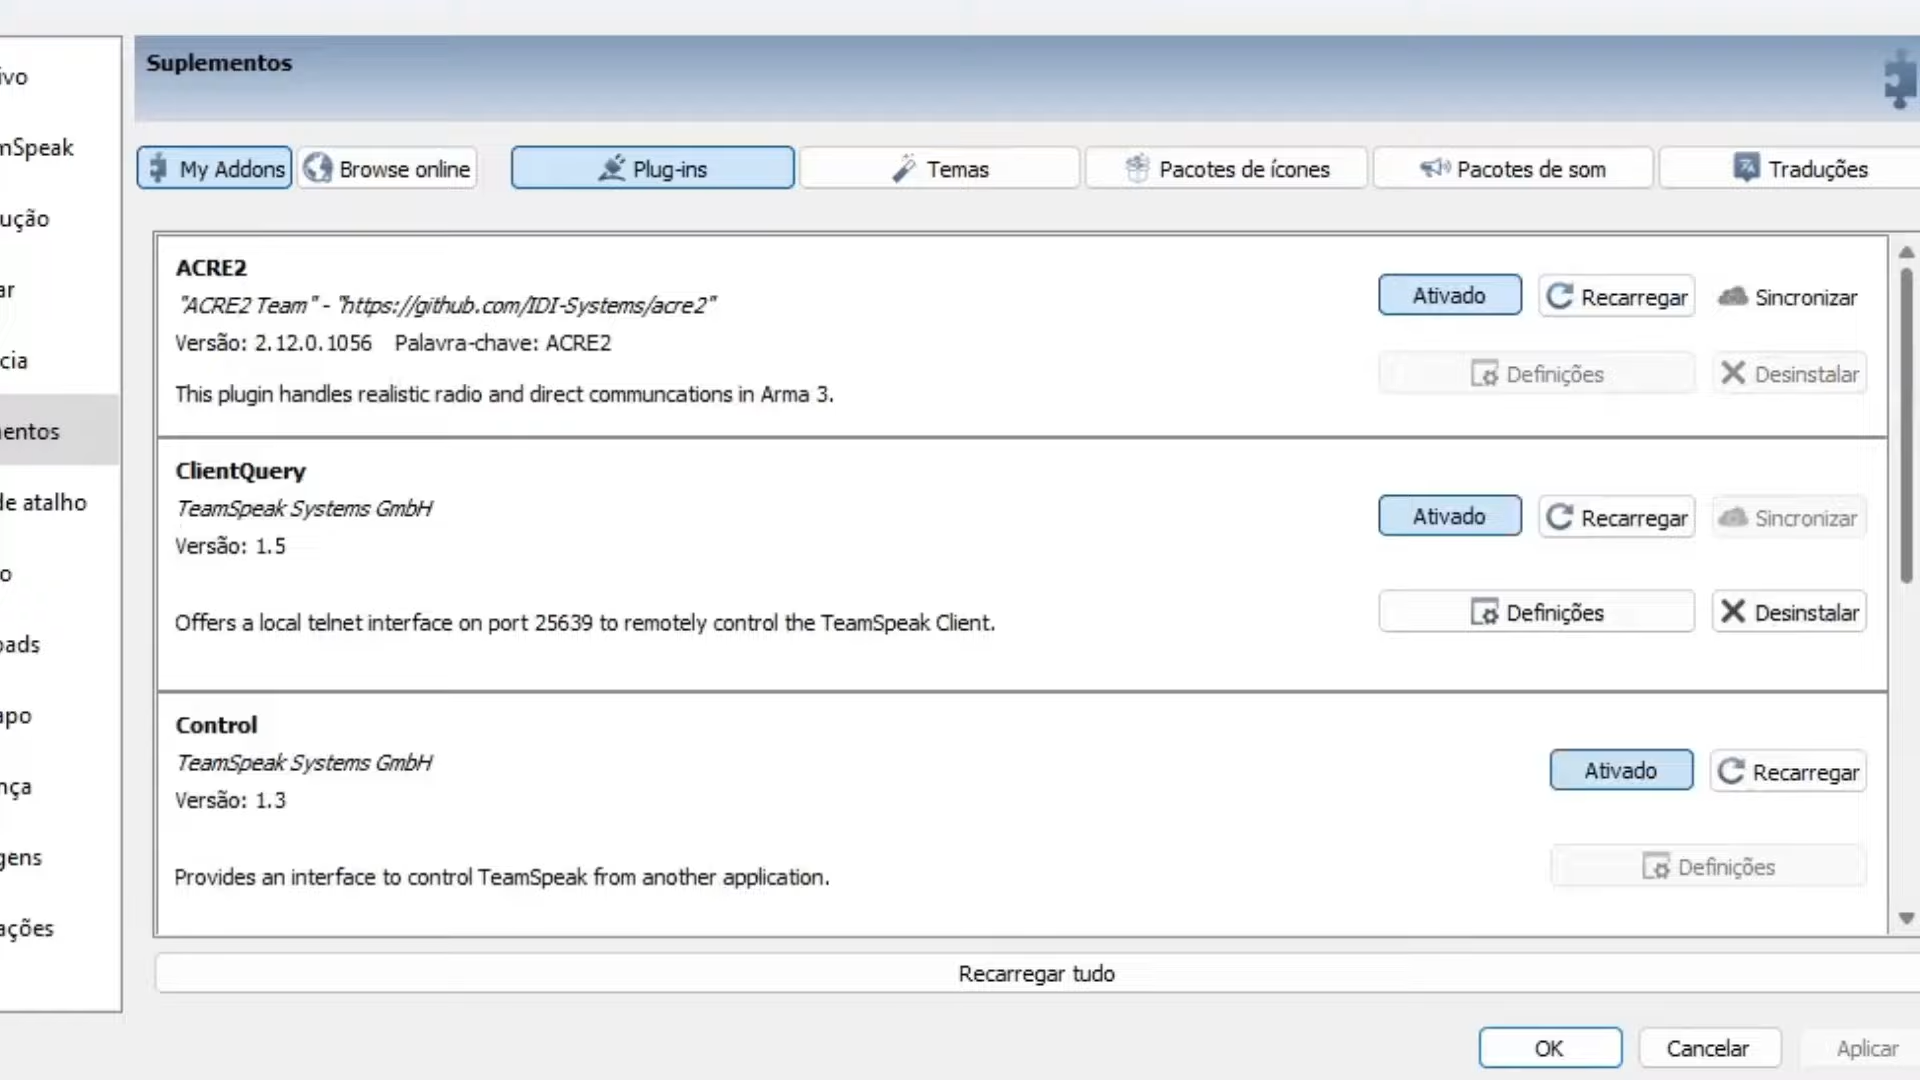 Suplementos
My Addons
Browse online
Plug-ins
Temas
Pacotes de ícones
Pacotes de som
Traduções
ivo
mSpeak
ução
ar
cia
entos
de atalho
o
oads
apo
nça
gens
ações
ACRE2
"ACRE2 Team" - "https://github.com/IDI-Systems/acre2"
Versão: 2.12.0.1056 Palavra-chave: ACRE2
This plugin handles realistic radio and direct communcations in Arma 3.
Ativado
Recarregar
Sincronizar
Definições
Desinstalar
ClientQuery
TeamSpeak Systems GmbH
Versão: 1.5
Offers a local telnet interface on port 25639 to remotely control the TeamSpeak Client.
Ativado
Recarregar
Sincronizar
Definições
Desinstalar
Control
TeamSpeak Systems GmbH
Versão: 1.3
Provides an interface to control TeamSpeak from another application.
Ativado
Recarregar
Definições
Recarregar tudo
OK
Cancelar
Aplicar